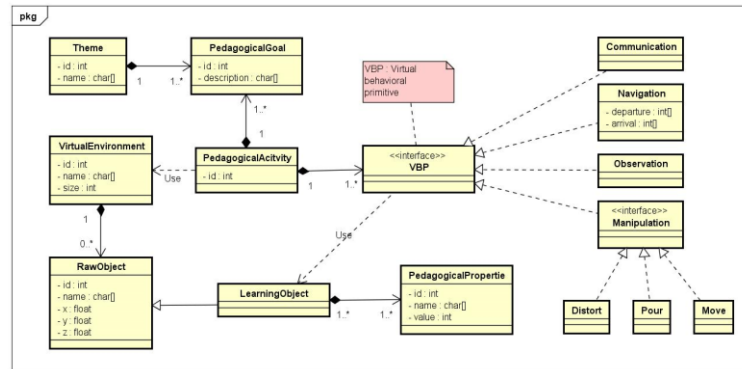 pkg
Theme
- id : int
- name : char[]
1
1..*
PedagogicalGoal
- id : int
- description : char[]
1..*
1
VBP : Virtual
behavioral
primitive
Communication
Navigation
- departure : int[]
- arrival : int[]
VirtualEnvironment
- id : int
- name : char[]
- size : int
Use
PedagogicalAcitvity
- id : int
1
1..*
<<interface>>
VBP
Observation
<<interface>>
Manipulation
1
0..*
Use
RawObject
- id : int
- name : char[]
- x : float
- y : float
- z : float
LearningObject
1..*
1..*
PedagogicalPropertie
- id : int
- name : char[]
- value : int
Distort
Pour
Move